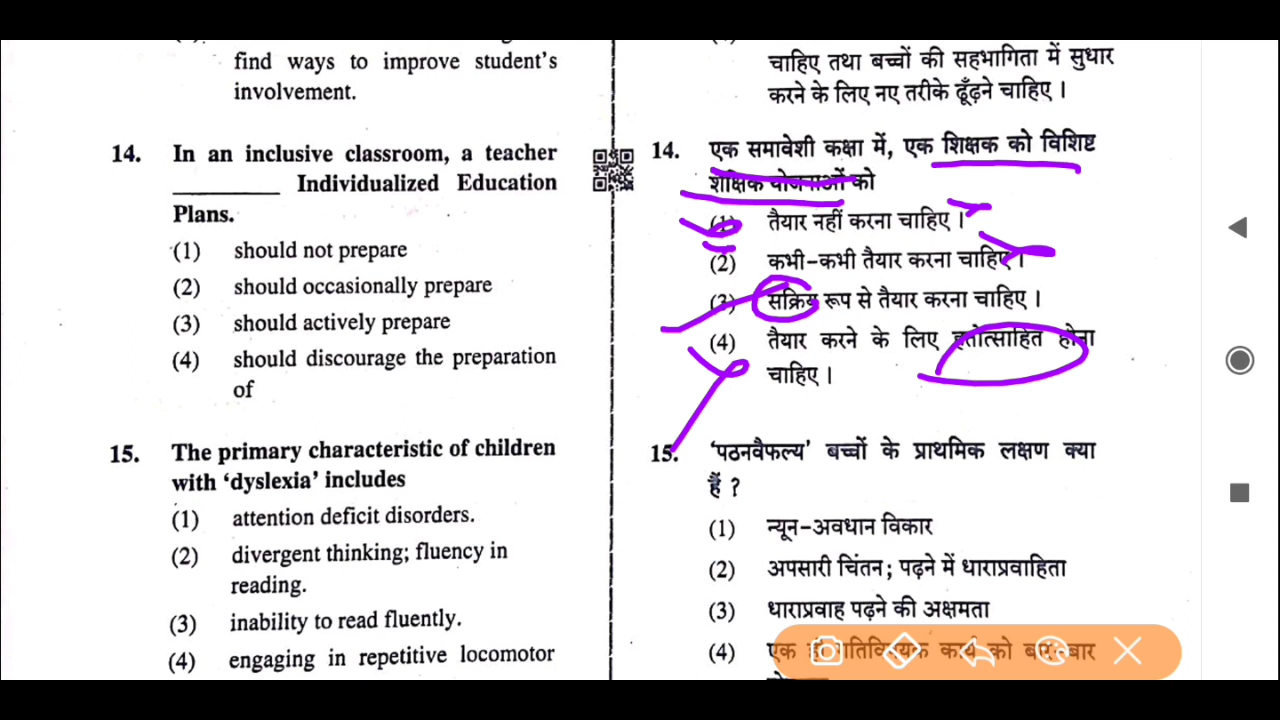 find ways to improve student's
involvement.
14. In an inclusive classroom, a teacher
__________ Individualized Education
Plans.
(1) should not prepare
(2) should occasionally prepare
(3) should actively prepare
(4) should discourage the preparation
of
15. The primary characteristic of children
with 'dyslexia' includes
(1) attention deficit disorders.
(2) divergent thinking; fluency in
reading.
(3) inability to read fluently.
(4) engaging in repetitive locomotor
चाहिए तथा बच्चों की सहभागिता में सुधार
करने के लिए नए तरीके ढूँढ़ने चाहिए ।
14. एक समावेशी कक्षा में, एक शिक्षक को विशिष्ट
शैक्षिक योजनाओं को
(1) तैयार नहीं करना चाहिए ।
(2) कभी-कभी तैयार करना चाहिए ।
(3) सक्रिय रूप से तैयार करना चाहिए ।
(4) तैयार करने के लिए हतोत्साहित होना
चाहिए ।
15. 'पठनवैफल्य' बच्चों के प्राथमिक लक्षण क्या
हैं ?
(1) न्यून-अवधान विकार
(2) अपसारी चिंतन ; पढ़ने में धाराप्रवाहिता
(3) धाराप्रवाह पढ़ने की अक्षमता
(4) एक ही गतिविषयक कार्य को बार-बार